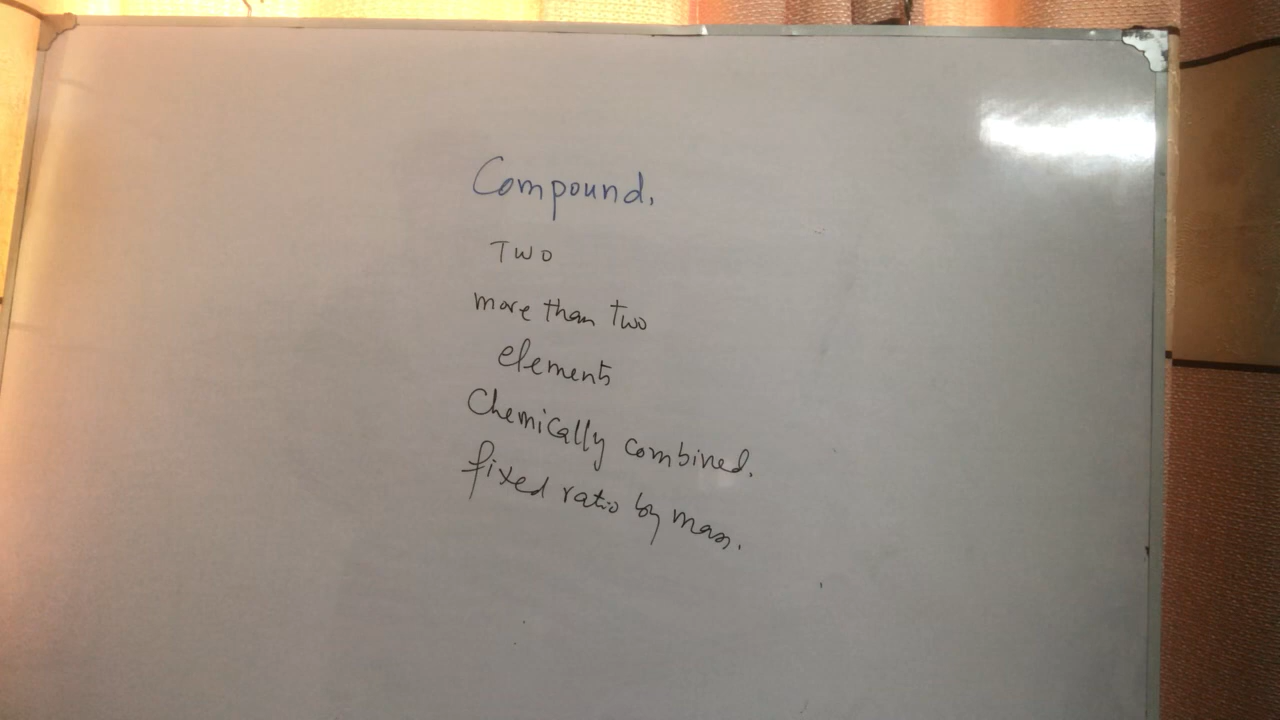 Compound.
Two
more than two
elements
Chemically combined.
fixed ratio by mass.